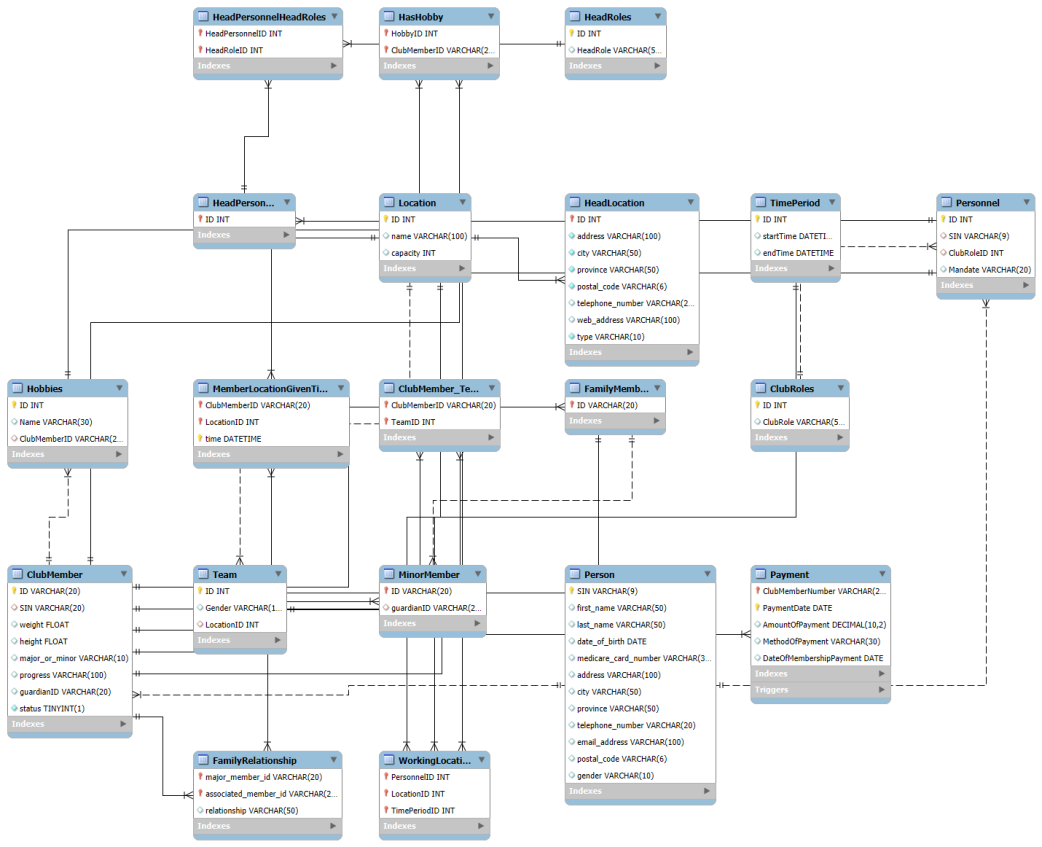 HeadPersonnelHeadRoles
HeadPersonnelID INT
HeadRoleID INT
Indexes
HasHobby
HobbyID INT
ClubMemberID VARCHAR(2...
Indexes
HeadRoles
ID INT
HeadRole VARCHAR(5...
Indexes
HeadPerson...
ID INT
Indexes
Location
ID INT
name VARCHAR(100)
capacity INT
Indexes
HeadLocation
ID INT
address VARCHAR(100)
city VARCHAR(50)
province VARCHAR(50)
postal_code VARCHAR(6)
telephone_number VARCHAR(2...
web_address VARCHAR(100)
type VARCHAR(10)
Indexes
TimePeriod
ID INT
startTime DATETI...
endTime DATETIME
Indexes
Personnel
ID INT
SIN VARCHAR(9)
ClubRoleID INT
Mandate VARCHAR(20)
Indexes
Hobbies
ID INT
Name VARCHAR(30)
ClubMemberID VARCHAR(2...
Indexes
MemberLocationGivenTi...
ClubMemberID VARCHAR(20)
LocationID INT
time DATETIME
Indexes
ClubMember_Te...
ClubMemberID VARCHAR(20)
TeamID INT
Indexes
FamilyMemb...
ID VARCHAR(20)
Indexes
ClubRoles
ID INT
ClubRole VARCHAR(5...
Indexes
ClubMember
ID VARCHAR(20)
SIN VARCHAR(20)
weight FLOAT
height FLOAT
major_or_minor VARCHAR(10)
progress VARCHAR(100)
guardianID VARCHAR(20)
status TINYINT(1)
Indexes
Team
ID INT
Gender VARCHAR(1...
LocationID INT
Indexes
MinorMember
ID VARCHAR(20)
guardianID VARCHAR(2...
Indexes
Person
SIN VARCHAR(9)
first_name VARCHAR(50)
last_name VARCHAR(50)
date_of_birth DATE
medicare_card_number VARCHAR(3...
address VARCHAR(100)
city VARCHAR(50)
province VARCHAR(50)
telephone_number VARCHAR(20)
email_address VARCHAR(100)
postal_code VARCHAR(6)
gender VARCHAR(10)
Indexes
Payment
ClubMemberNumber VARCHAR(2...
PaymentDate DATE
AmountOfPayment DECIMAL(10,2)
MethodOfPayment VARCHAR(30)
DateOfMembershipPayment DATE
Indexes
Triggers
FamilyRelationship
major_member_id VARCHAR(20)
associated_member_id VARCHAR(2...
relationship VARCHAR(50)
Indexes
WorkingLocati...
PersonnelID INT
LocationID INT
TimePeriodID INT
Indexes